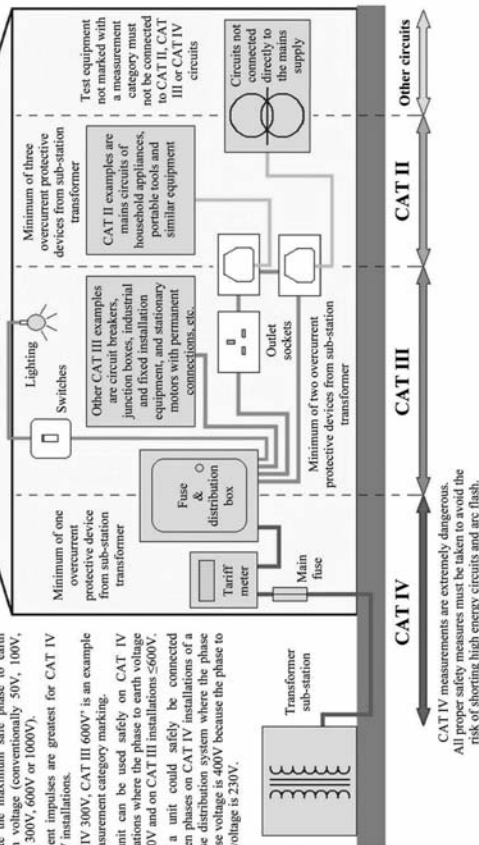 the maximum safe phase to earth
voltage (conventionally 50V, 100V,
300V, 600V or 1000V).
impulses are greatest for CAT IV
installations.
IV 300V, CAT III 600V' is an example
category marking.
unit can be used safely on CAT IV
where the phase to earth voltage
and on CAT III installations ≤600V.
a unit could safely be connected
phases on CAT IV installations of a
distribution system where the phase
voltage is 400V because the phase to
voltage is 230V.
Transformer
sub-station
Minimum of one
overcurrent
protective device
from sub-station
transformer
Tariff
meter
Main
fuse
Fuse
&
distribution
box
Switches
Lighting
Other CAT III examples
are circuit breakers,
junction boxes, industrial
and fixed installation
equipment, and stationary
motors with permanent
connections, etc.
Outlet
sockets
Minimum of two overcurrent
protective devices from sub-station
transformer
Minimum of three
overcurrent protective
devices from sub-station
transformer
CAT II examples are
mains circuits of
household appliances,
portable tools and
similar equipment
Test equipment
not marked with
a measurement
category must
not be connected
to CAT II, CAT
III or CAT IV
circuits
Circuits not
connected
directly to
the mains
supply
CAT IV
CAT III
CAT II
Other circuits
CAT IV measurements are extremely dangerous.
All proper safety measures must be taken to avoid the
risk of shorting high energy circuits and arc flash.